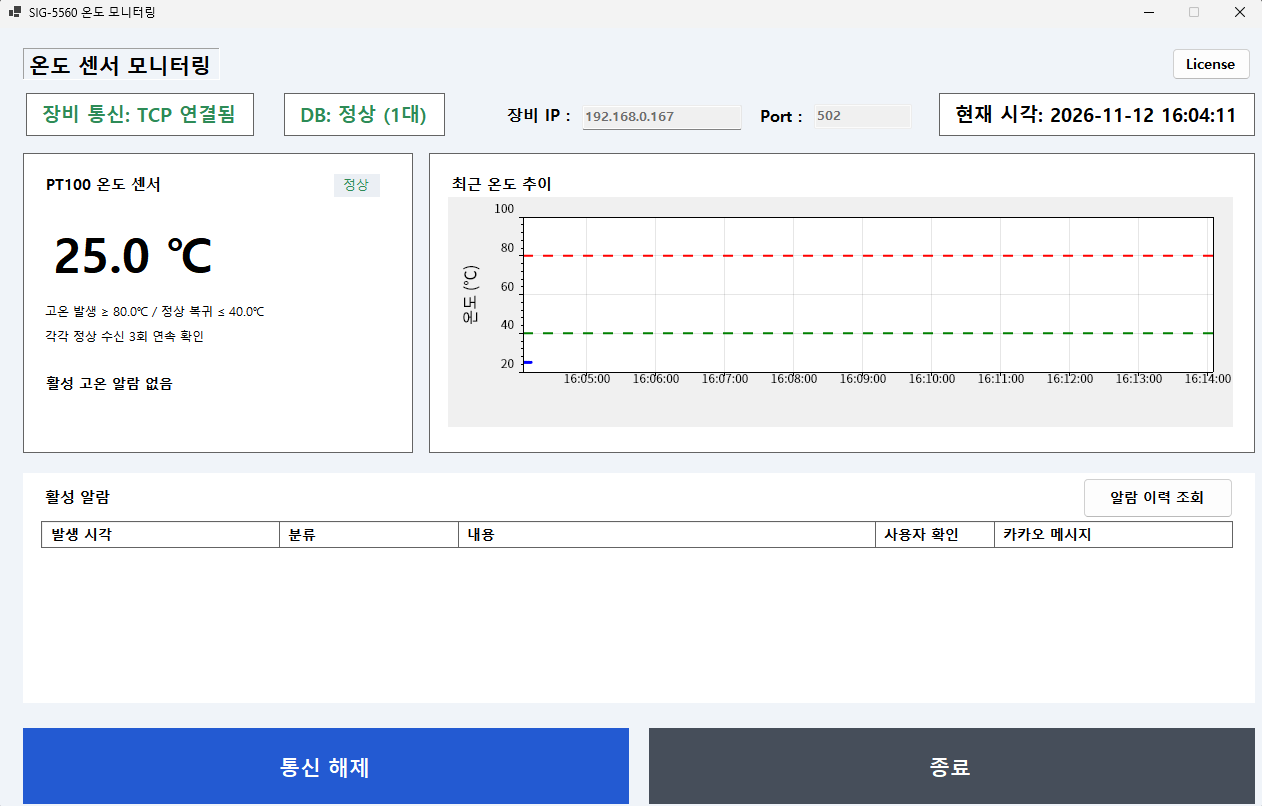 SIG-5560 온도 모니터링
온도 센서 모니터링
License
장비 통신: TCP 연결됨
DB: 정상 (1대)
장비 IP :
192.168.0.167
Port :
502
현재 시각: 2026-11-12 16:04:11
PT100 온도 센서
정상
25.0 ℃
고온 발생 ≥ 80.0℃ / 정상 복귀 ≤ 40.0℃
각각 정상 수신 3회 연속 확인
활성 고온 알람 없음
최근 온도 추이
온도 (℃)
100
80
60
40
20
16:05:00 16:06:00 16:07:00 16:08:00 16:09:00 16:10:00 16:11:00 16:12:00 16:13:00 16:14:00
활성 알람
알람 이력 조회
발생 시각 분류 내용 사용자 확인 카카오 메시지
통신 해제
종료